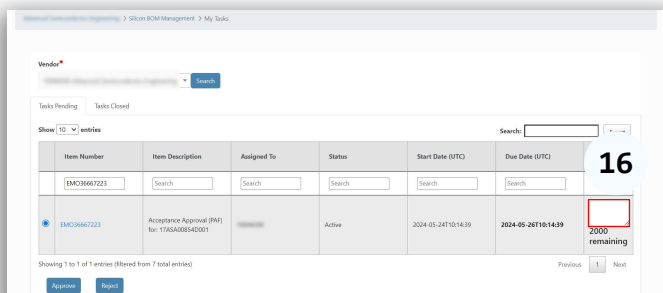 > Silicon BOM Management > My Tasks
Vendor*
Search
Tasks Pending Tasks Closed
Show 10 entries Search:
Item Number Item Description Assigned To Status Start Date (UTC) Due Date (UTC)
16
EMO36667223 Search Search Search Search Search
EMO36667223 Acceptance Approval (PAF) for: 17ASA00854D001 Active 2024-05-24T10:14:39 2024-05-26T10:14:39
2000
remaining
Showing 1 to 1 of 1 entries (filtered from 7 total entries) Previous 1 Next
Approve Reject